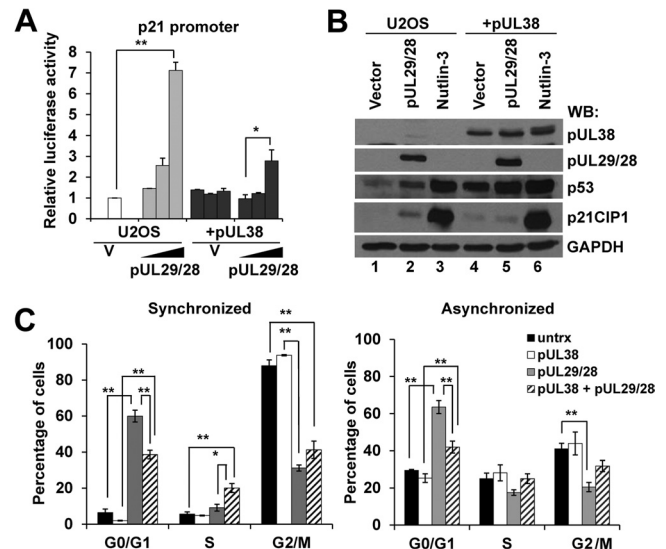 A
p21 promoter
Relative luciferase activity
8
7
6
5
4
3
2
1
0
**
*
U2OS
+pUL38
V
V
pUL29/28
pUL29/28
B
U2OS
+pUL38
Vector
pUL29/28
Nutlin-3
Vector
pUL29/28
Nutlin-3
WB:
pUL38
pUL29/28
p53
p21CIP1
GAPDH
1 2 3 4 5 6
C
Synchronized
Percentage of cells
100
80
60
40
20
0
**
**
**
**
*
**
**
G0/G1
S
G2/M
Asynchronized
Percentage of cells
100
80
60
40
20
0
**
**
**
**
G0/G1
S
G2/M
untrx
pUL38
pUL29/28
pUL38 + pUL29/28